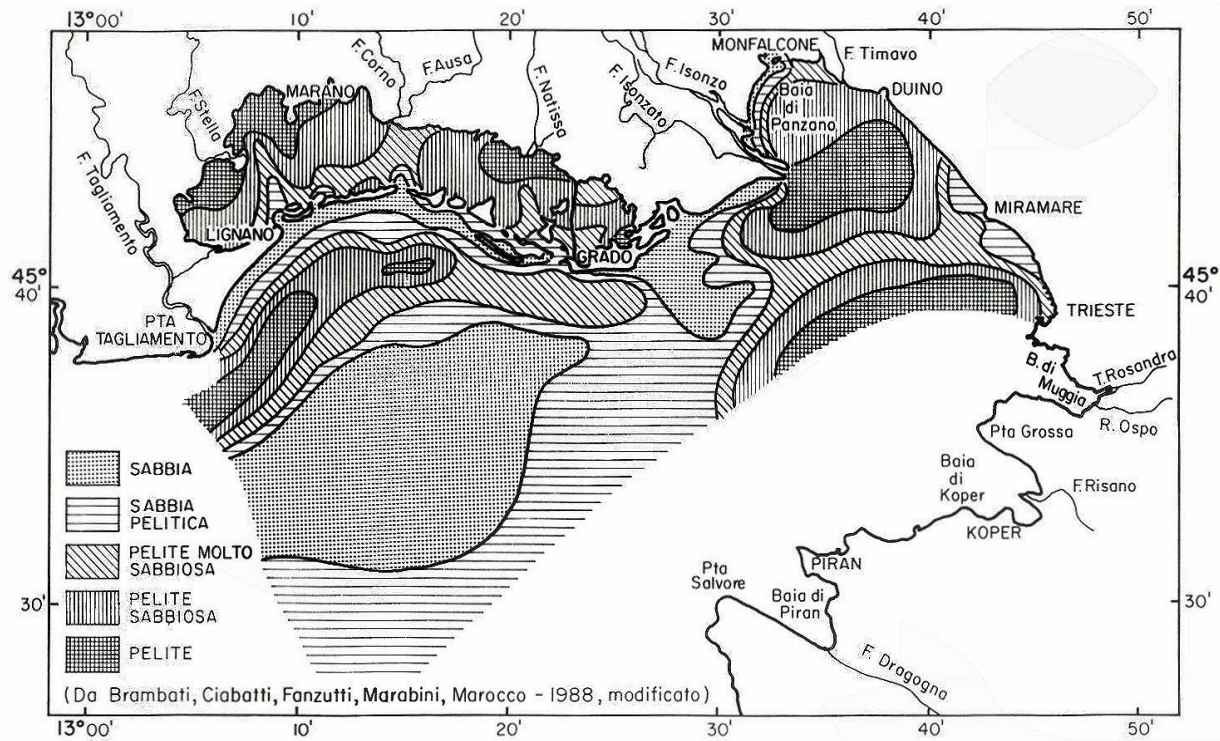 13°00'
10'
20'
30'
40'
50'
MONFALCONE
F. Timavo
F. Corno
F. Ausa
F. Isonzo
F. Stella
MARANO
F. Natissa
F. Isonzato
Baia
di
Panzano
DUINO
F. Tagliamento
MIRAMARE
LIGNANO
GRADO
45°
40'
45°
40'
PTA
TAGLIAMENTO
TRIESTE
B. di
Muggia
T. Rosandra
R. Ospo
Pta Grossa
SABBIA
Baia
di
Koper
F. Risano
SABBIA
PELITICA
KOPER
PELITE MOLTO
SABBIOSA
PIRAN
Pta
Salvore
30'
PELITE
SABBIOSA
Baia di
Piran
30'
PELITE
F. Dragogna
(Da Brambati, Ciabatti, Fanzutti, Marabini, Marocco - 1988, modificato)
13°00'
10'
20'
30'
40'
50'